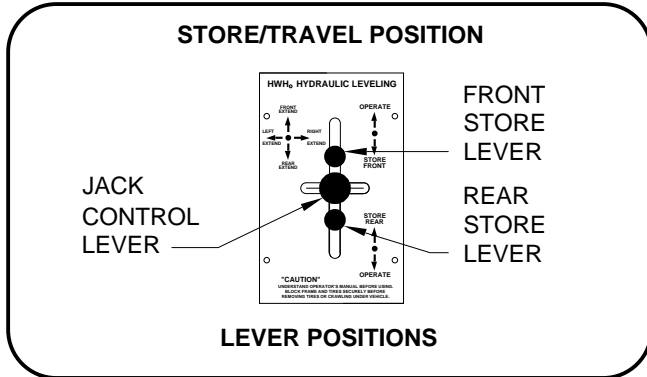 STORE/TRAVEL POSITION
HWH® HYDRAULIC LEVELING
FRONT
EXTEND
LEFT
EXTEND
RIGHT
EXTEND
REAR
EXTEND
OPERATE
STORE
FRONT
FRONT
STORE
LEVER
JACK
CONTROL
LEVER
REAR
STORE
LEVER
STORE
REAR
OPERATE
"CAUTION"
UNDERSTAND OPERATOR'S MANUAL BEFORE USING.
BLOCK FRAME AND TIRES SECURELY BEFORE
REMOVING TIRES OR CRAWLING UNDER VEHICLE.
LEVER POSITIONS